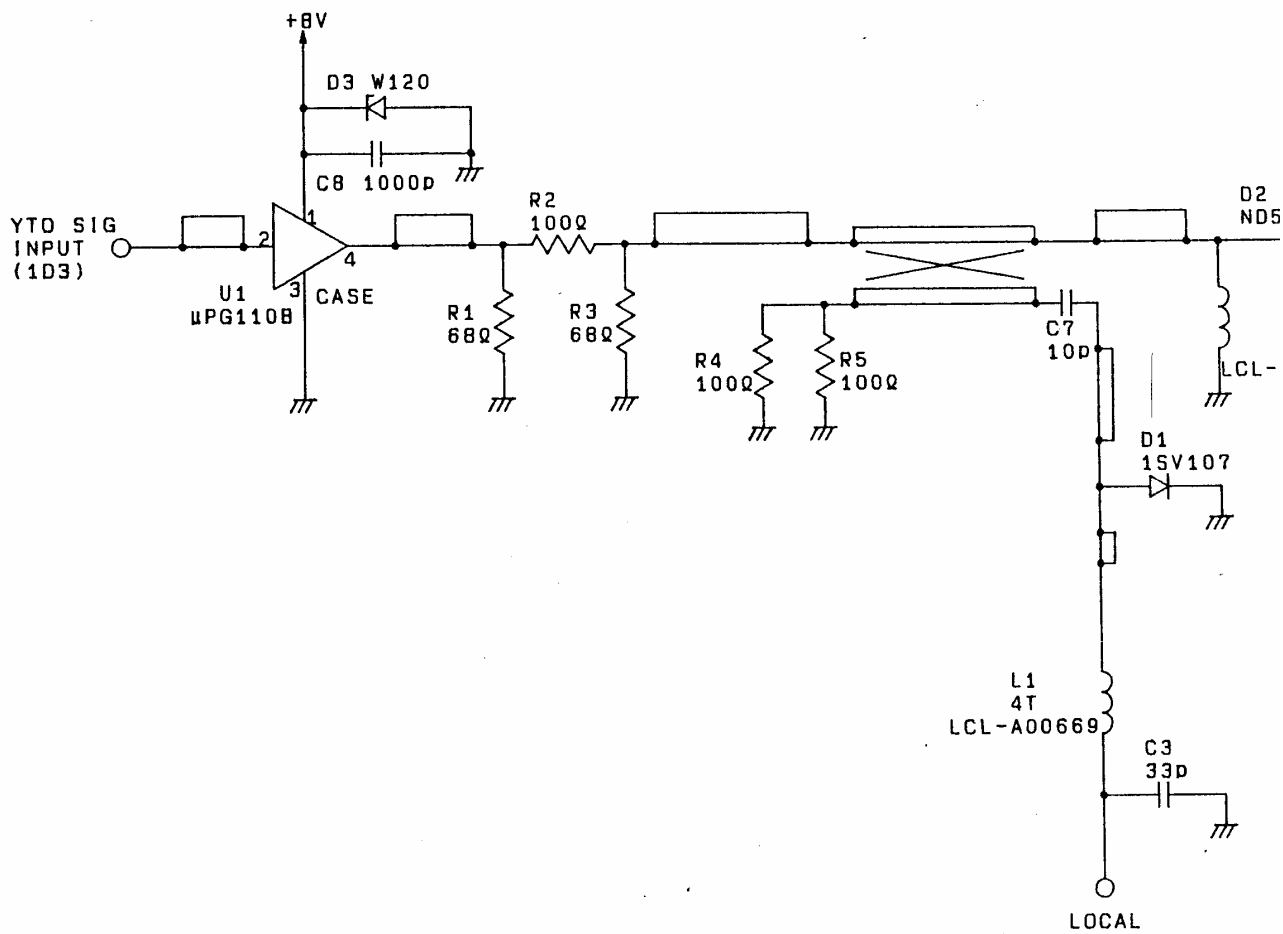 +8V
D3 W120
C8 1000p
YTO SIG
INPUT
(1D3)
1
2
3
4
CASE
U1
µPG110B
R2
100Ω
R1
68Ω
R3
68Ω
R4
100Ω
R5
100Ω
C7
10p
D2
ND5
LCL-
D1
1SV107
L1
4T
LCL-A00669
C3
33p
LOCAL